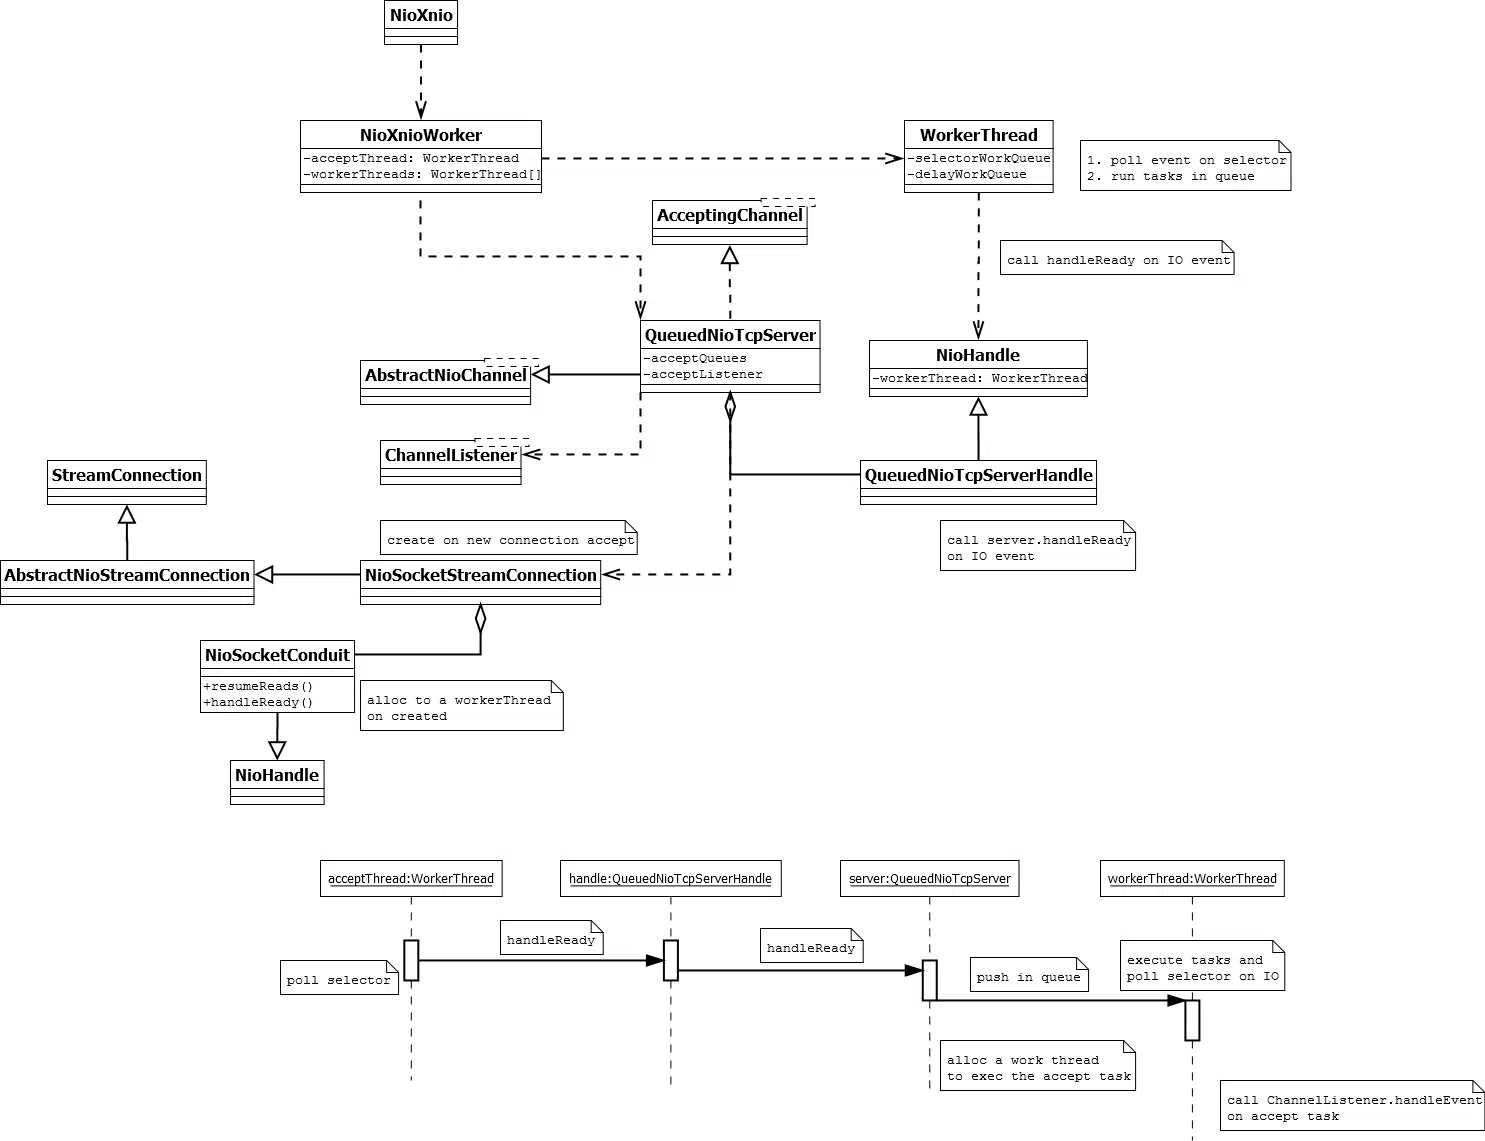 NioXnio
NioXnioWorker
-acceptThread: WorkerThread
-workerThreads: WorkerThread[]
WorkerThread
-selectorWorkQueue
-delayWorkQueue
1. poll event on selector
2. run tasks in queue
AcceptingChannel
call handleReady on IO event
QueuedNioTcpServer
-acceptQueues
-acceptListener
NioHandle
-workerThread: WorkerThread
AbstractNioChannel
ChannelListener
StreamConnection
QueuedNioTcpServerHandle
create on new connection accept
call server.handleReady
on IO event
AbstractNioStreamConnection
NioSocketStreamConnection
NioSocketConduit
+resumeReads()
+handleReady()
alloc to a workerThread
on created
NioHandle
acceptThread:WorkerThread
handle:QueuedNioTcpServerHandle
server:QueuedNioTcpServer
workerThread:WorkerThread
handleReady
handleReady
poll selector
push in queue
execute tasks and
poll selector on IO
alloc a work thread
to exec the accept task
call ChannelListener.handleEvent
on accept task